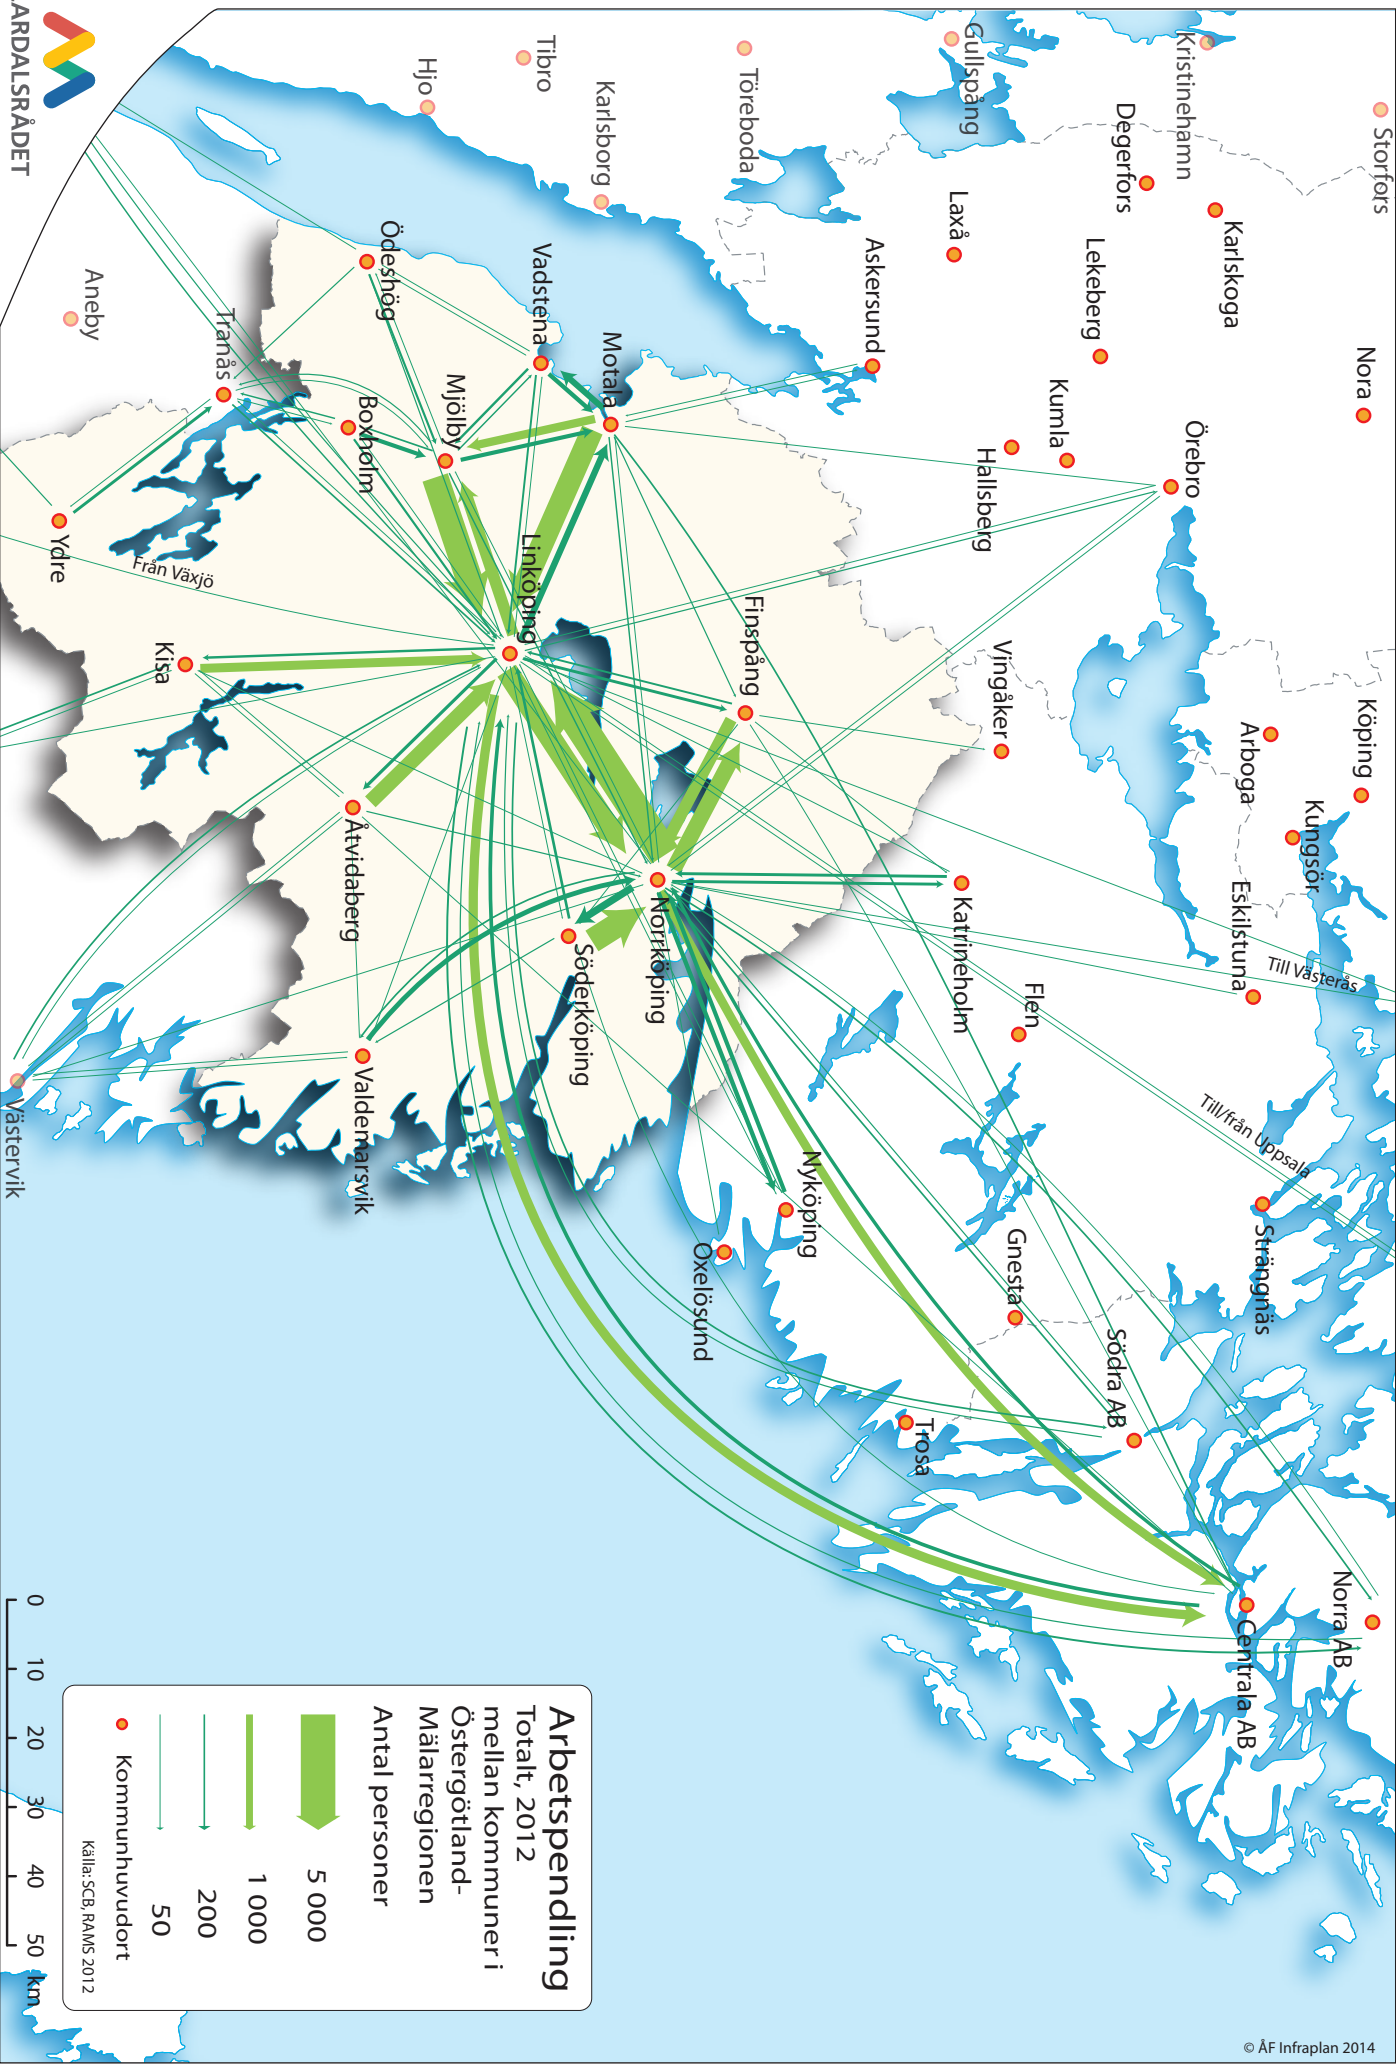 ARDALSRÅDET
Storfors
Kristinehamn
Gullspång
Töreboda
Tibro
Karlsborg
Hjo
Degerfors
Karlskoga
Laxå
Lekeberg
Askersund
Nora
Kumla
Hallsberg
Örebro
Ödeshög
Vadstena
Motala
Aneby
Tranås
Boxholm
Mjölby
Ydre
Från Växjö
Linköping
Kisa
Finspång
Vingåker
Arboga
Köping
Kungsör
Eskilstuna
Till Västerås
Åtvidaberg
Norrköping
Söderköping
Katrineholm
Flen
Till/från Uppsala
Strängnäs
Valdemarsvik
Västervik
Nyköping
Oxelösund
Gnesta
Södra AB
Trosa
Norra AB
Centrala AB
Arbetspendling
Totalt, 2012
mellan kommuner i
Östergötland-
Mälarregionen
Antal personer
5 000
1 000
200
50
Kommunhuvudort
Källa: SCB, RAMS 2012
0 10 20 30 40 50 km
© ÅF Infraplan 2014